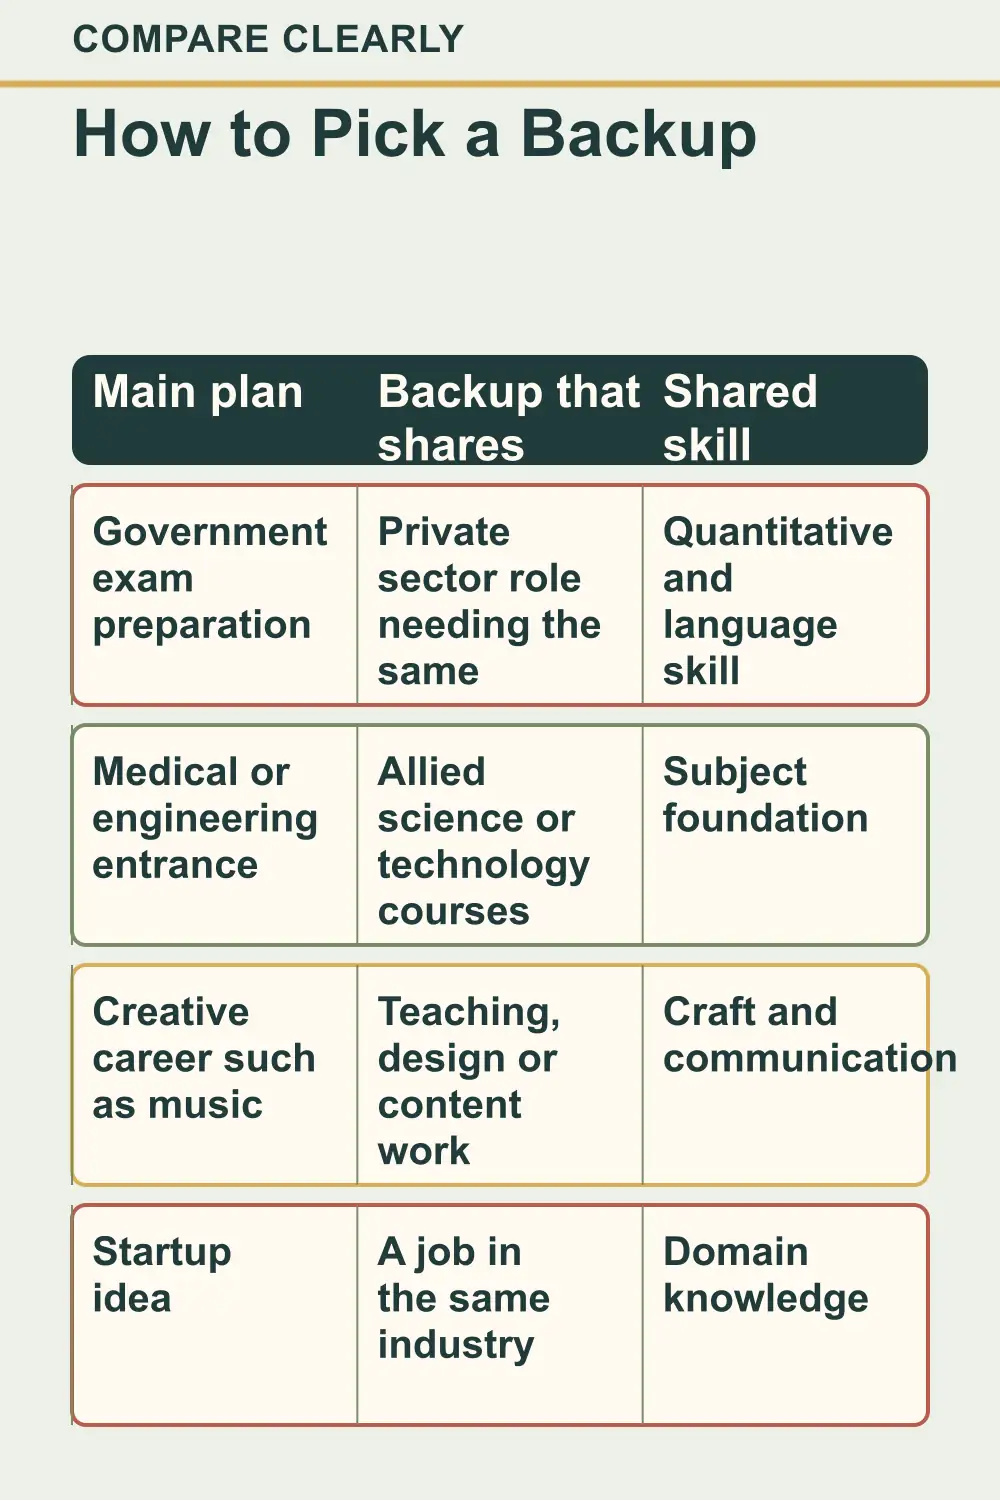 COMPARE CLEARLY
How to Pick a Backup
Main plan
Backup that
shares
Shared
skill
Government
exam
preparation
Private
sector role
needing the
same
Quantitative
and
language
skill
Medical or
engineering
entrance
Allied
science or
technology
courses
Subject
foundation
Creative
career such
as music
Teaching,
design or
content
work
Craft and
communication
Startup
idea
A job in
the same
industry
Domain
knowledge